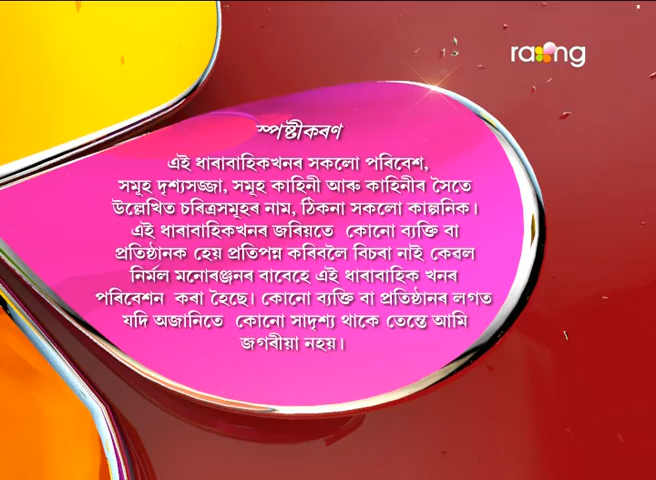 raong
স্পষ্টীকৰণ
এই ধাৰাবাহিকখনৰ সকলো পৰিবেশ,
সমূহ দৃশ্যসজ্জা, সমূহ কাহিনী আৰু কাহিনীৰ সৈতে
উল্লেখিত চৰিত্ৰসমূহৰ নাম, ঠিকনা সকলো কাল্পনিক।
এই ধাৰাবাহিকখনৰ জৰিয়তে কোনো ব্যক্তি বা
প্ৰতিষ্ঠানক হেয় প্ৰতিপন্ন কৰিবলৈ বিচৰা নাই কেৱল
নিৰ্মল মনোৰঞ্জনৰ বাবেহে এই ধাৰাবাহিক খনৰ
পৰিবেশন কৰা হৈছে। কোনো ব্যক্তি বা প্ৰতিষ্ঠানৰ লগত
যদি অজানিতে কোনো সাদৃশ্য থাকে তেন্তে আমি
জগৰীয়া নহয়।